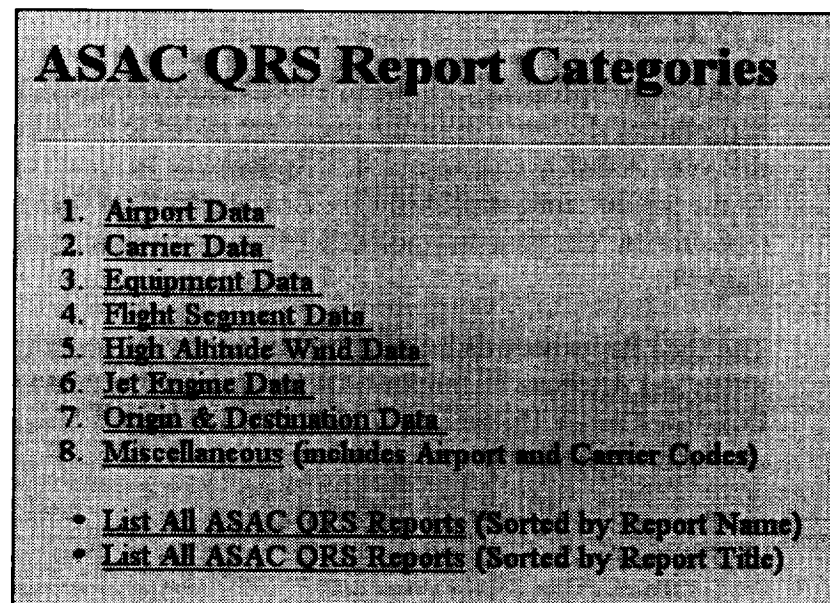 ASAC QRS Report Categories
1. Airport Data
2. Carrier Data
3. Equipment Data
4. Flight Segment Data
5. High Altitude Wind Data
6. Jet Engine Data
7. Origin & Destination Data
8. Miscellaneous (includes Airport and Carrier Codes)
• List All ASAC QRS Reports (Sorted by Report Name)
• List All ASAC QRS Reports (Sorted by Report Title)